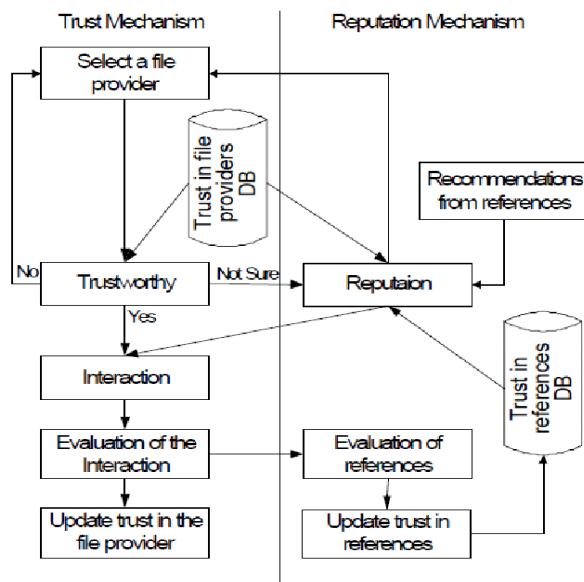 Trust Mechanism
Reputation Mechanism
Select a file
provider
Trust in file
providers
DB
Recommendations
from references
No
Trustworthy
Not Sure
Reputaion
Yes
Interaction
Trust in
references
DB
Evaluation of the
Interaction
Evaluation of
references
Update trust in the
file provider
Update trust in
references